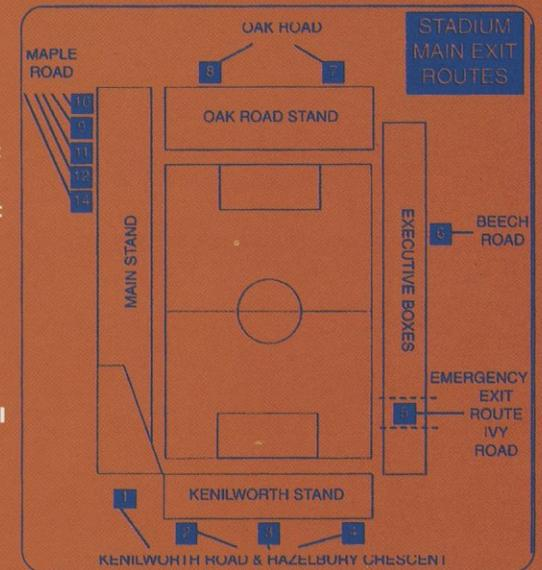 OAK ROAD
STADIUM
MAIN EXIT
ROUTES
MAPLE
ROAD
8
7
10
9
11
12
14
OAK ROAD STAND
MAIN STAND
EXECUTIVE BOXES
6
BEECH
ROAD
EMERGENCY
EXIT
ROUTE
IVY
ROAD
5
KENILWORTH STAND
1
2
3
4
KENILWORTH ROAD & HAZELBURY CRESCENT